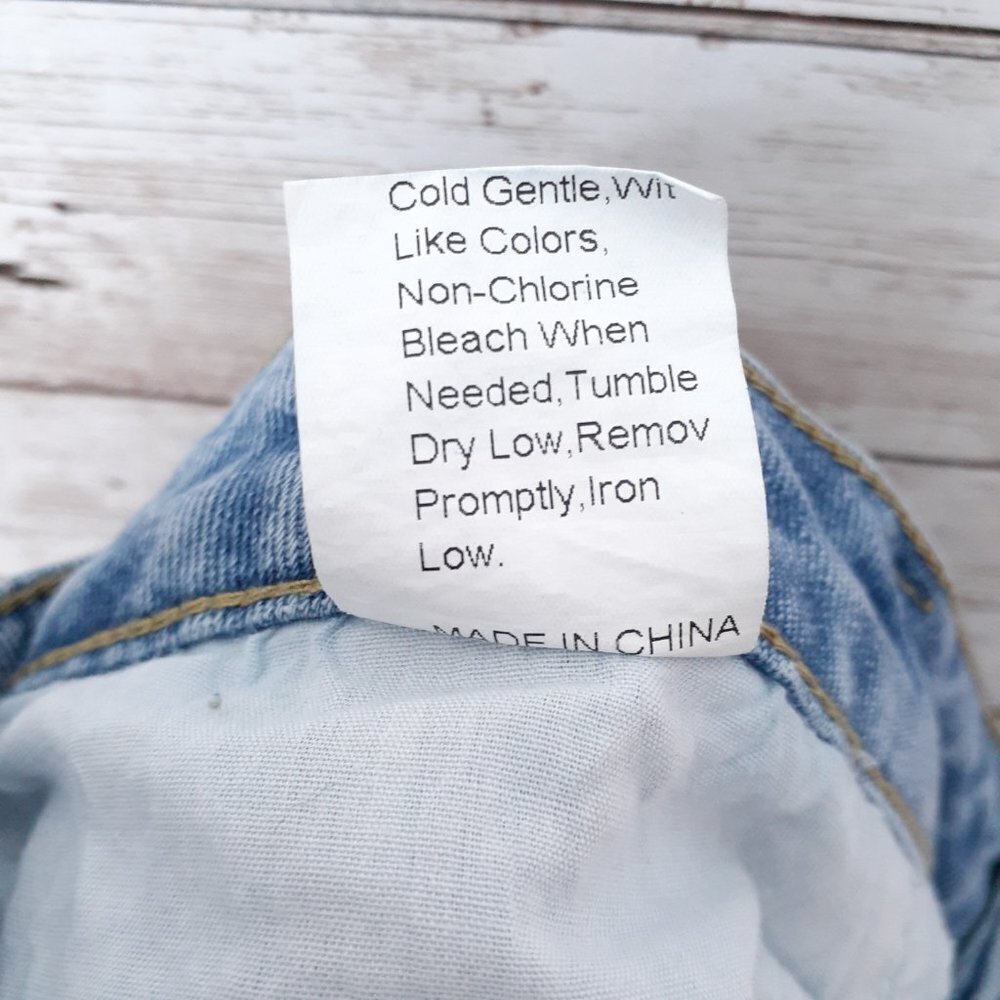 Cold Gentle,Wit
Like Colors,
Non-Chlorine
Bleach When
Needed,Tumble
Dry Low,Remov
Promptly,Iron
Low.
MADE IN CHINA